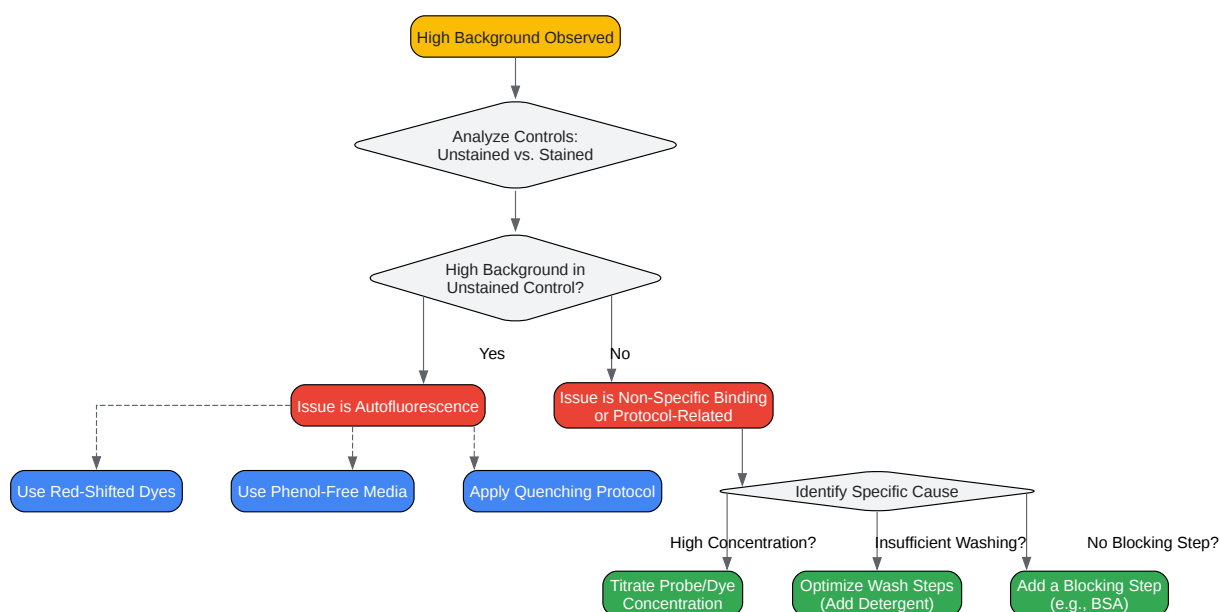 High Background Observed
Analyze Controls:
Unstained vs. Stained
High Background in
Unstained Control?
Yes
No
Issue is Autofluorescence
Issue is Non-Specific Binding
or Protocol-Related
Use Red-Shifted Dyes
Use Phenol-Free Media
Apply Quenching Protocol
Identify Specific Cause
High Concentration?
Insufficient Washing?
No Blocking Step?
Titrate Probe/Dye
Concentration
Optimize Wash Steps
(Add Detergent)
Add a Blocking Step
(e.g., BSA)